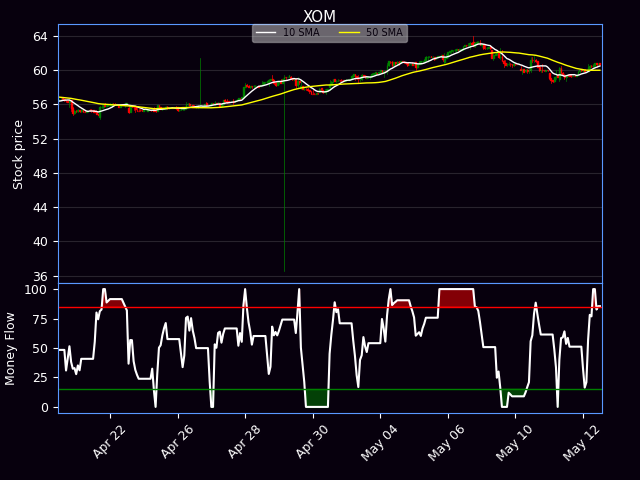 XOM
10 SMA 50 SMA
64
60
56
52
48
44
40
36
Stock price
100
75
50
25
0
Money Flow
Apr 22
Apr 26
Apr 28
Apr 30
May 04
May 06
May 10
May 12